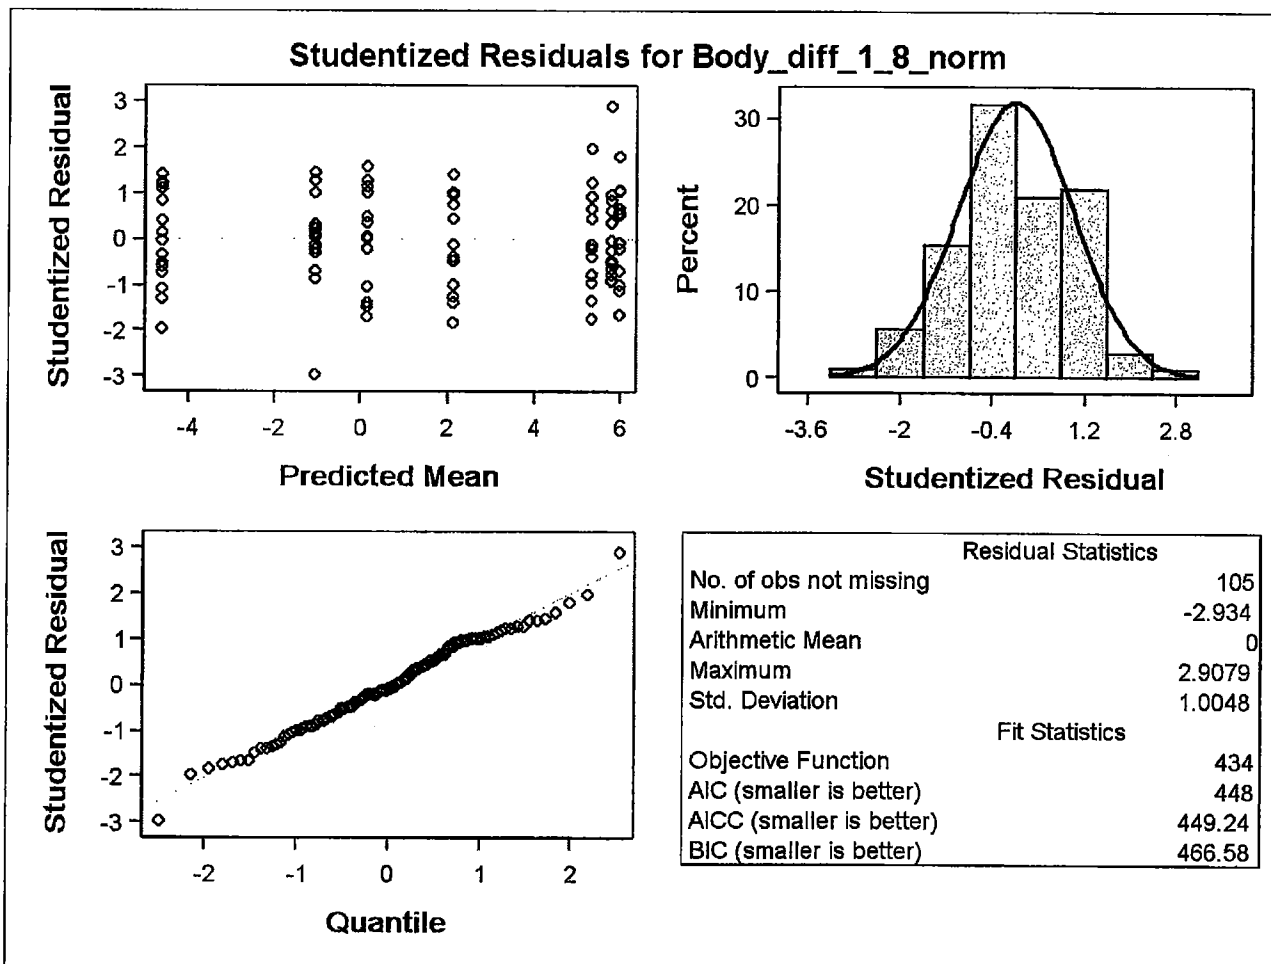 Studentized Residuals for Body_diff_1_8_norm
Studentized Residual
3
2
1
0
-1
-2
-3
-4 -2 0 2 4 6
Predicted Mean
Percent
30
20
10
0
-3.6 -2 -0.4 1.2 2.8
Studentized Residual
Studentized Residual
3
2
1
0
-1
-2
-3
-2 -1 0 1 2
Quantile
Residual Statistics
No. of obs not missing 105
Minimum -2.934
Arithmetic Mean 0
Maximum 2.9079
Std. Deviation 1.0048
Fit Statistics
Objective Function 434
AIC (smaller is better) 448
AICC (smaller is better) 449.24
BIC (smaller is better) 466.58